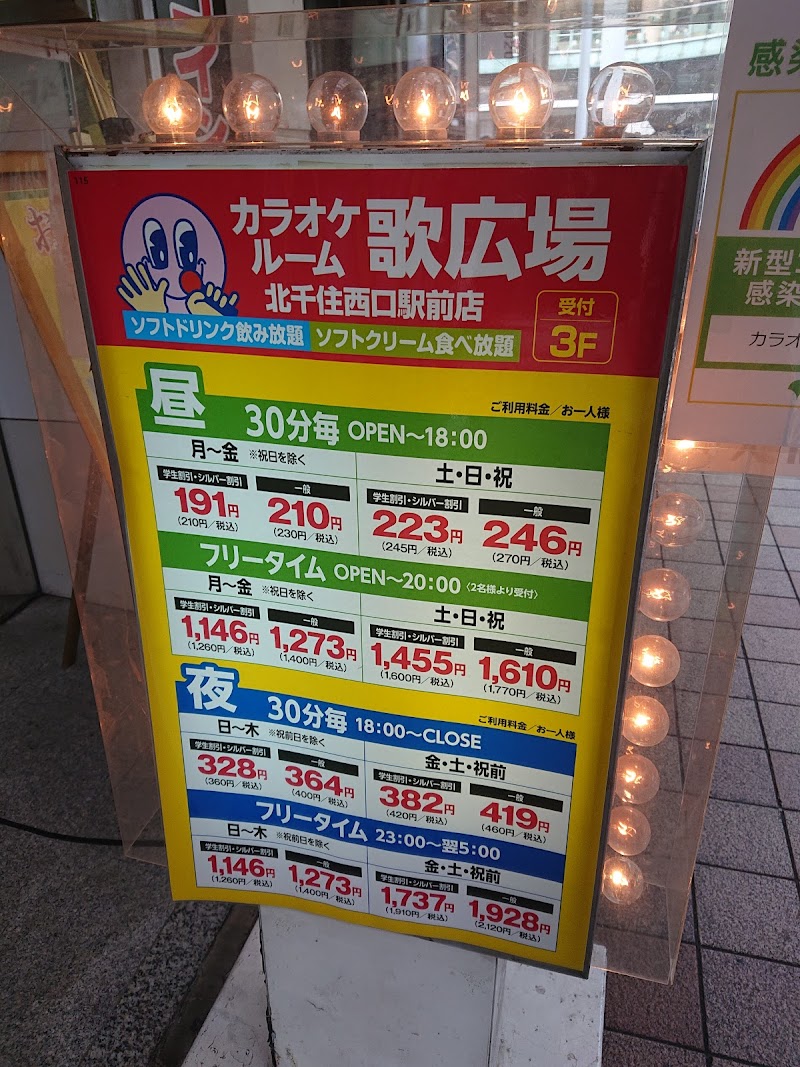 115
カラオケ
ルーム
歌広場
北千住西口駅前店
ソフトドリンク飲み放題
ソフトクリーム食べ放題
受付
3F
ご利用料金/お一人様
昼 30分毎 OPEN～18:00
月～金 ※祝日を除く
土・日・祝
学生割引・シルバー割引 一般
191円 210円
(210円/税込) (230円/税込)
学生割引・シルバー割引 一般
223円 246円
(245円/税込) (270円/税込)
フリータイム OPEN～20:00 〈2名様より受付〉
月～金 ※祝日を除く
土・日・祝
学生割引・シルバー割引 一般
1,146円 1,273円
(1,260円/税込) (1,400円/税込)
学生割引・シルバー割引 一般
1,455円 1,610円
(1,600円/税込) (1,770円/税込)
ご利用料金/お一人様
夜 30分毎 18:00～CLOSE
日～木 ※祝前日を除く
金・土・祝前
学生割引・シルバー割引 一般
328円 364円
(360円/税込) (400円/税込)
学生割引・シルバー割引 一般
382円 419円
(420円/税込) (460円/税込)
フリータイム 23:00～翌5:00
日～木 ※祝前日を除く
金・土・祝前
学生割引・シルバー割引 一般
1,146円 1,273円
(1,260円/税込) (1,400円/税込)
学生割引・シルバー割引 一般
1,737円 1,928円
(1,910円/税込) (2,120円/税込)
感染
新型
感染
カラオ